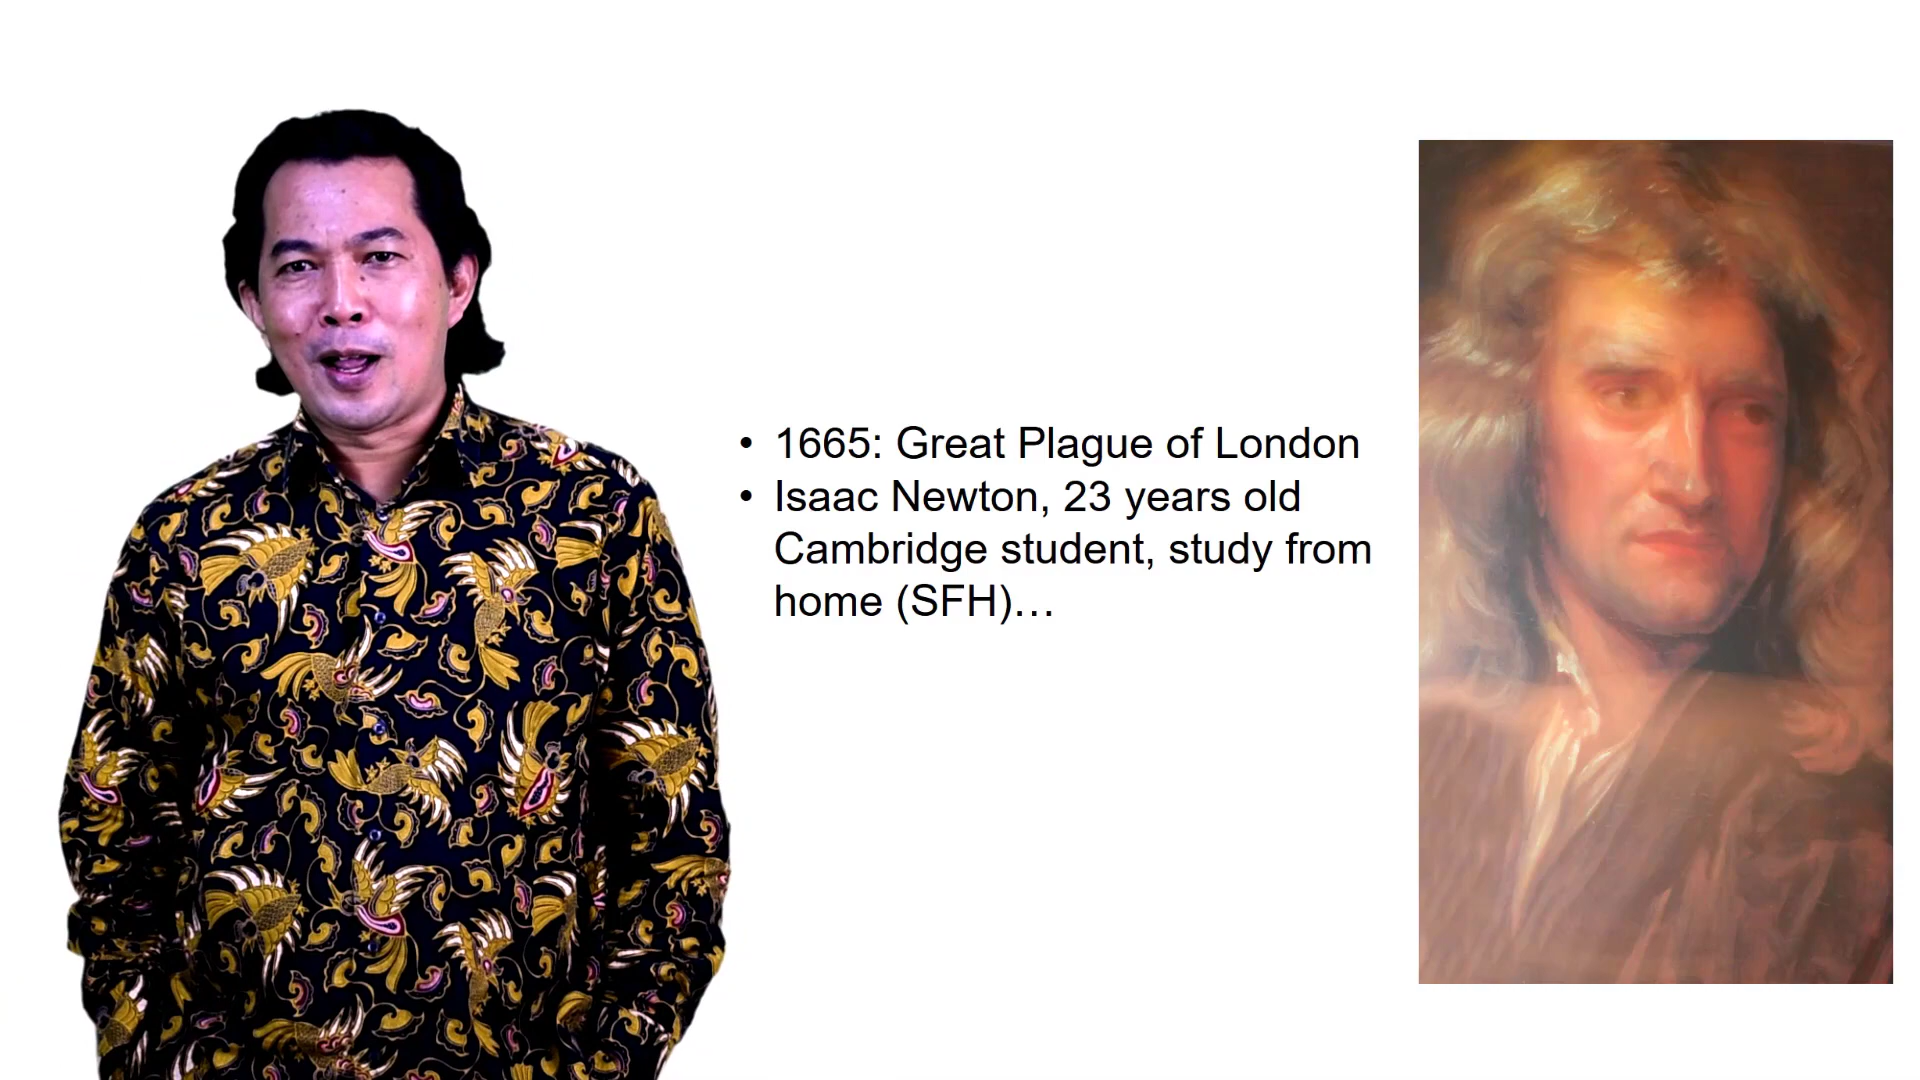 • 1665: Great Plague of London
• Isaac Newton, 23 years old
Cambridge student, study from
home (SFH)…